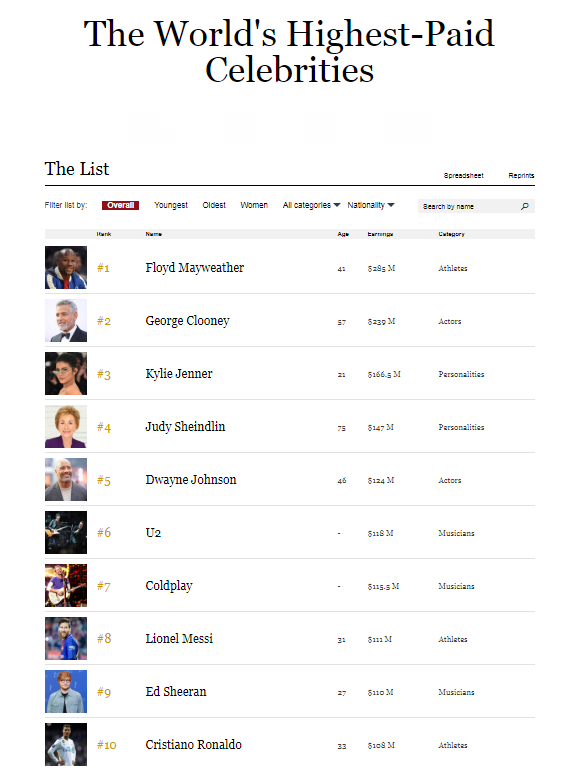 The World's Highest-Paid
Celebrities
The List
Spreadsheet Reprints
Filter list by: Overall Youngest Oldest Women All categories Nationality Search by name
Rank Name Age Earnings Category
#1 Floyd Mayweather 41 $285 M Athletes
#2 George Clooney 57 $239 M Actors
#3 Kylie Jenner 21 $166.5 M Personalities
#4 Judy Sheindlin 75 $147 M Personalities
#5 Dwayne Johnson 46 $124 M Actors
#6 U2 - $118 M Musicians
#7 Coldplay - $115.5 M Musicians
#8 Lionel Messi 31 $111 M Athletes
#9 Ed Sheeran 27 $110 M Musicians
#10 Cristiano Ronaldo 33 $108 M Athletes